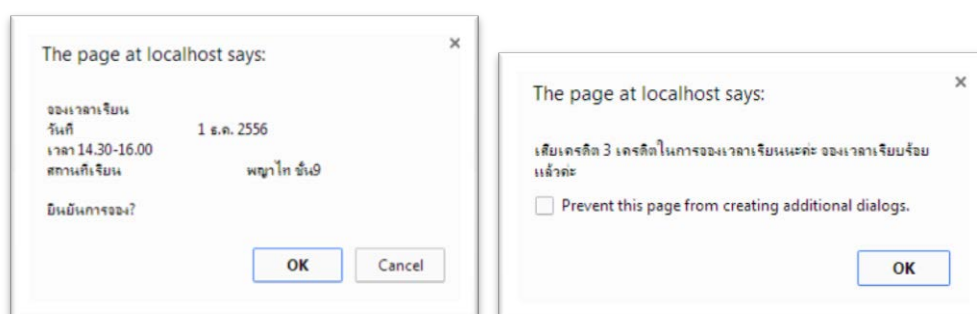 The page at localhost says:
จองเวลาเรียน
วันที่ 1 ธ.ค. 2556
เวลา 14.30-16.00
สถานที่เรียน พญาไท ชั้น9
ยืนยันการจอง?
OK Cancel
The page at localhost says:
เสียเครดิต 3 เครดิตในการจองเวลาเรียนนะค่ะ จองเวลาเรียบร้อย
แล้วค่ะ
Prevent this page from creating additional dialogs.
OK